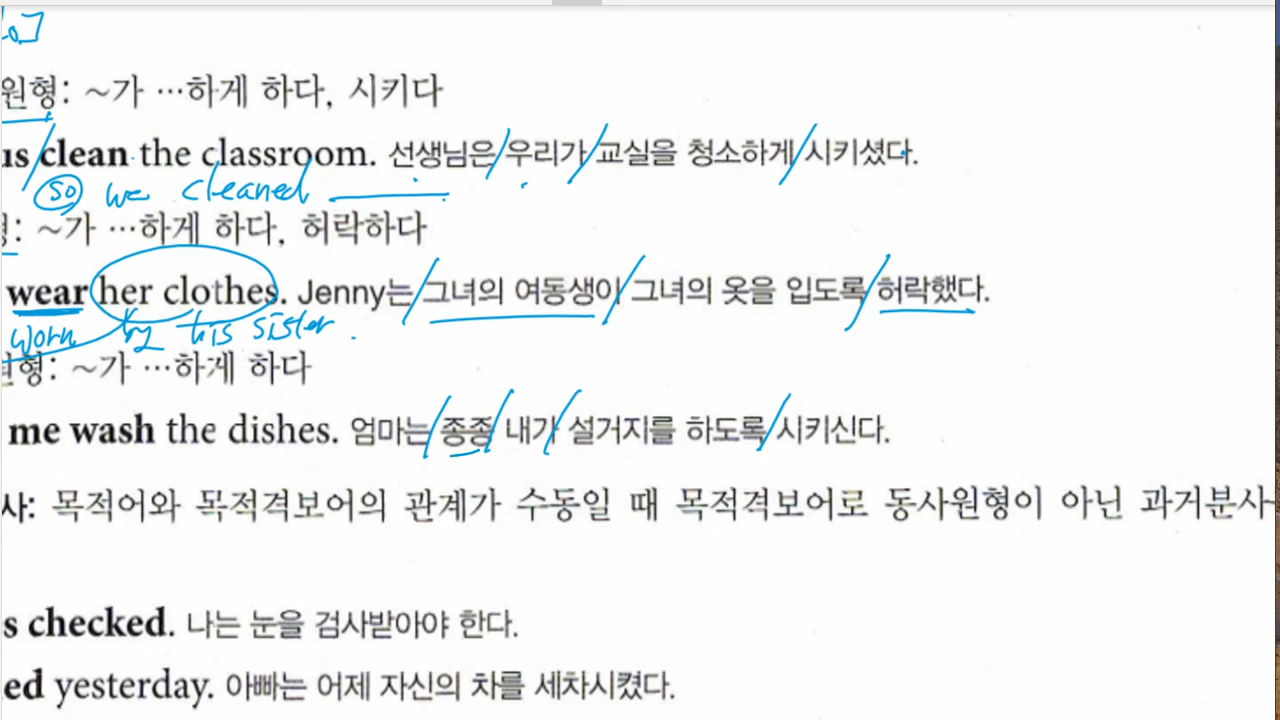 원형: ~가 …하게 하다, 시키다
us clean the classroom. 선생님은 우리가 교실을 청소하게 시키셨다.
so we cleaned
형: ~가 …하게 하다, 허락하다
wear her clothes. Jenny는 그녀의 여동생이 그녀의 옷을 입도록 허락했다.
worn by his sister.
원형: ~가 …하게 하다
me wash the dishes. 엄마는 종종 내가 설거지를 하도록 시키신다.
사: 목적어와 목적격보어의 관계가 수동일 때 목적격보어로 동사원형이 아닌 과거분사
s checked. 나는 눈을 검사받아야 한다.
ed yesterday. 아빠는 어제 자신의 차를 세차시켰다.